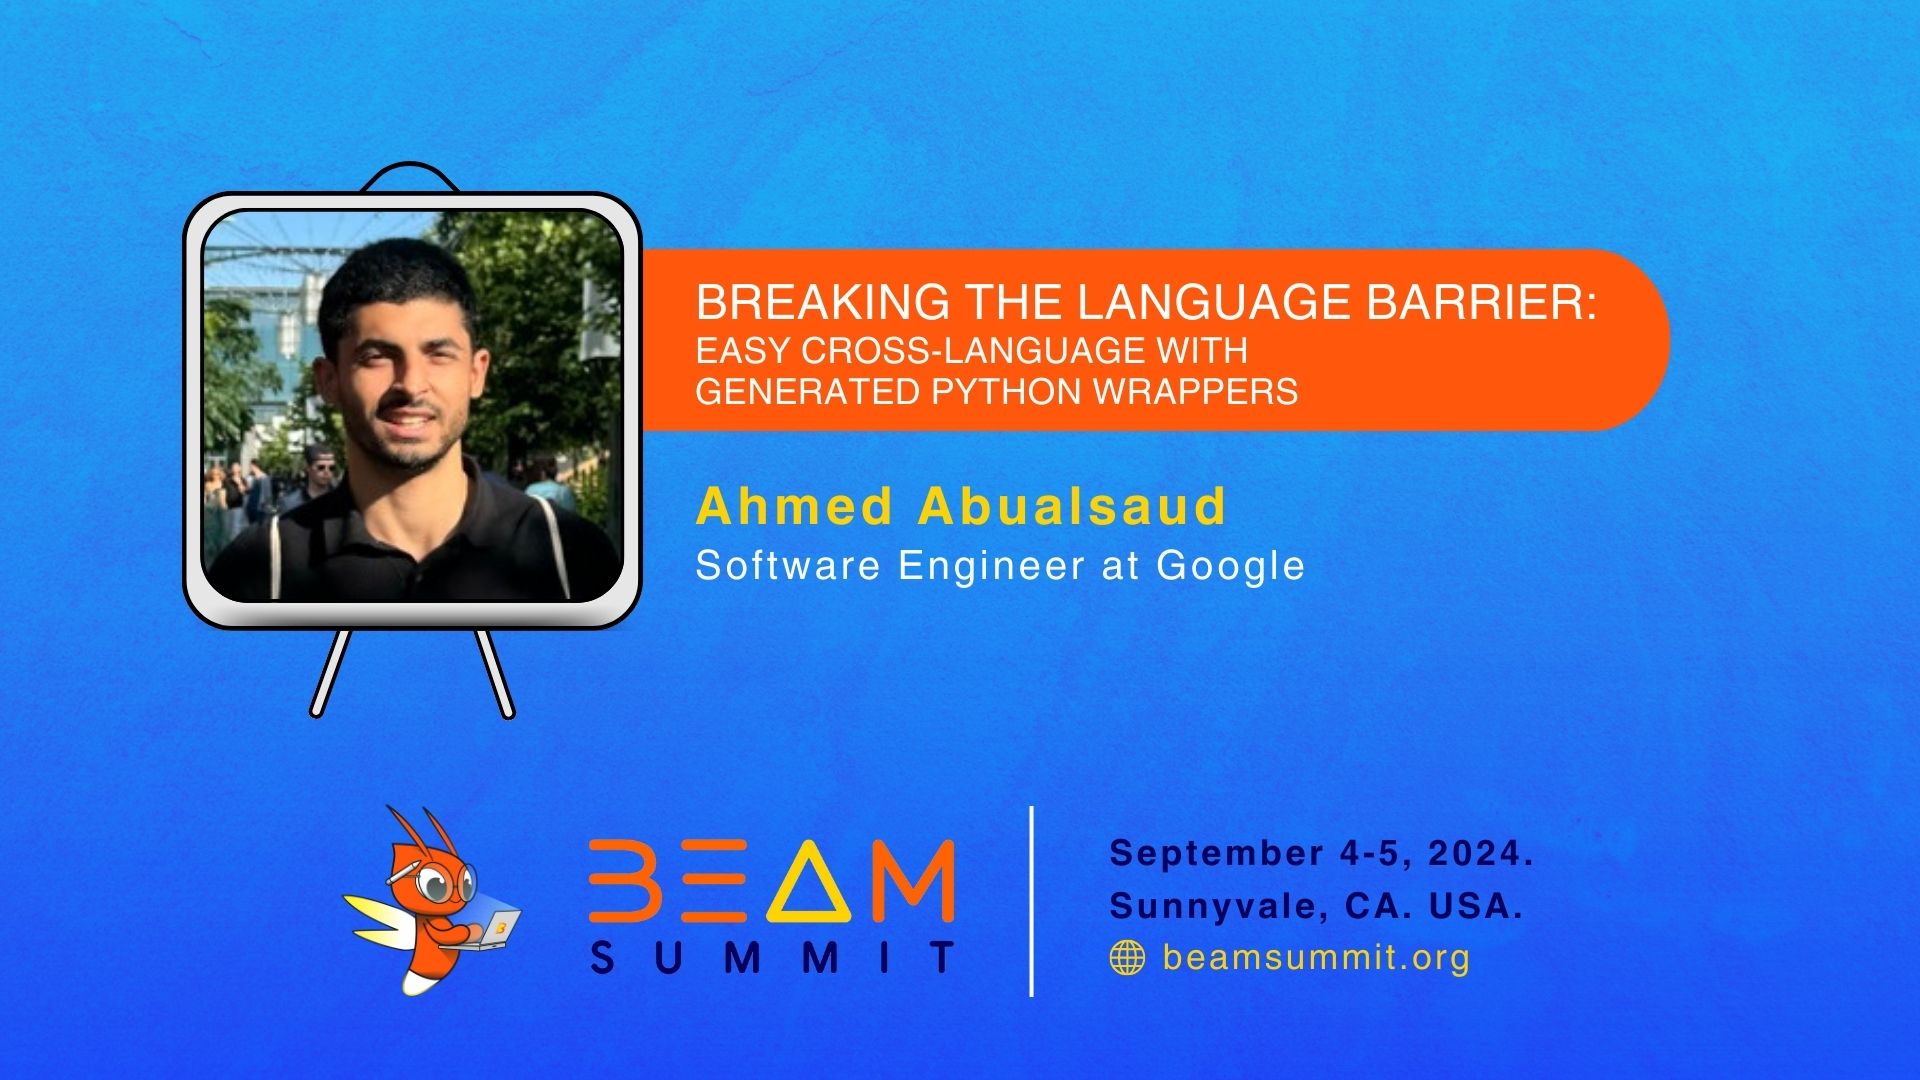 BREAKING THE LANGUAGE BARRIER:
EASY CROSS-LANGUAGE WITH
GENERATED PYTHON WRAPPERS
Ahmed Abualsaud
Software Engineer at Google
BEAM
SUMMIT
September 4-5, 2024.
Sunnyvale, CA. USA.
beamsummit.org